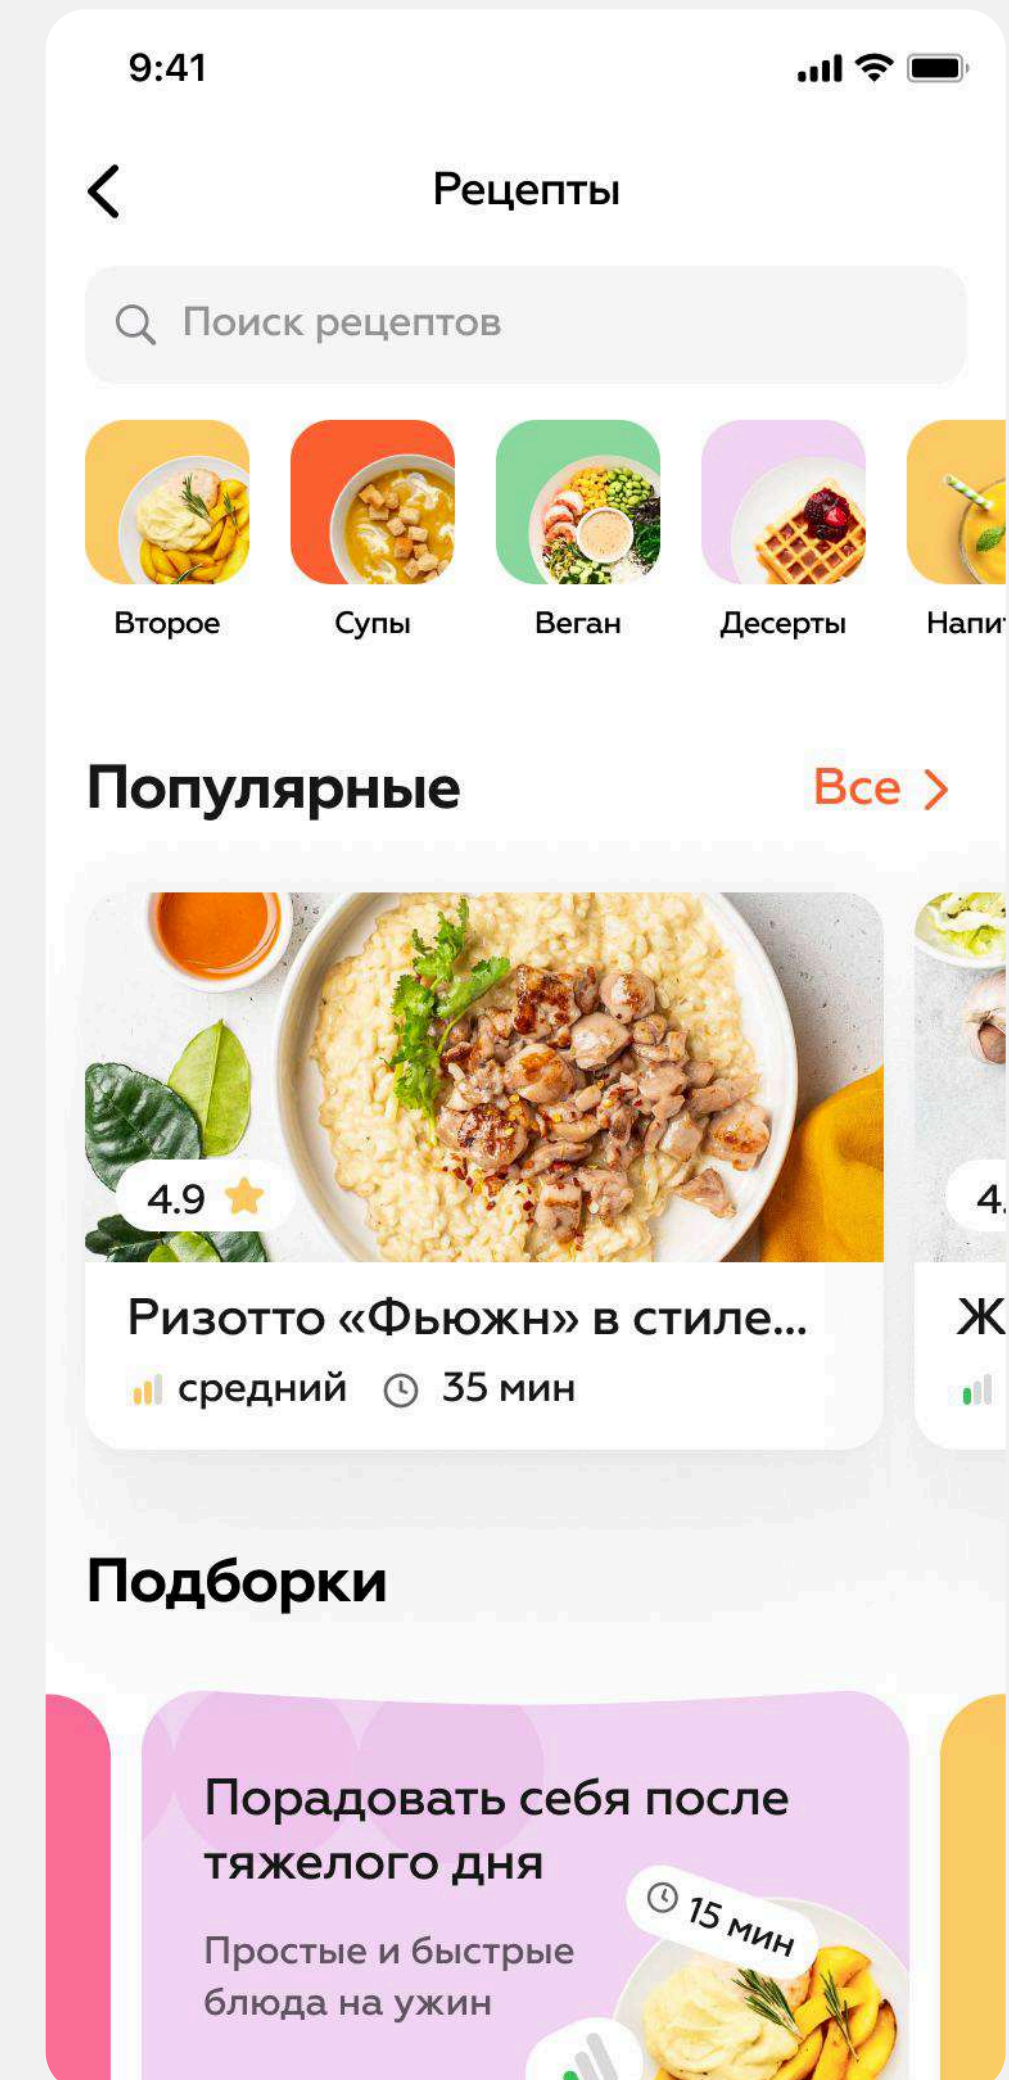 9:41
Рецепты
Поиск рецептов
Второе
Супы
Веган
Десерты
Популярные
Все
4.9
Ризотто «Фьюжн» в стиле...
средний
35 мин
Подборки
Порадовать себя после
тяжелого дня
15 мин
Простые и быстрые
блюда на ужин